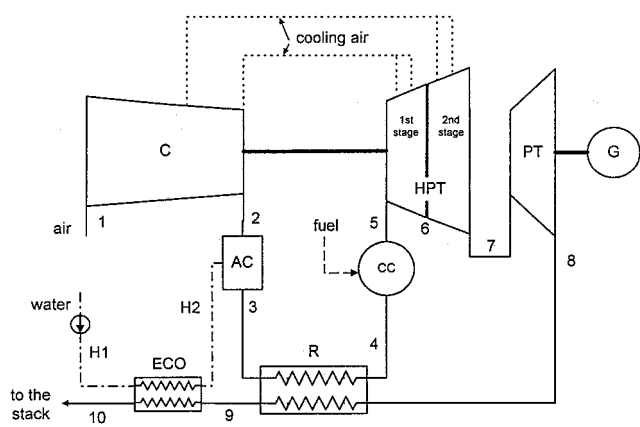 cooling air
C
1st
stage
2nd
stage
HPT
PT
G
1
air
2
fuel
5
6
7
8
AC
CC
water
H2
3
4
H1
ECO
R
to the
stack
10
9